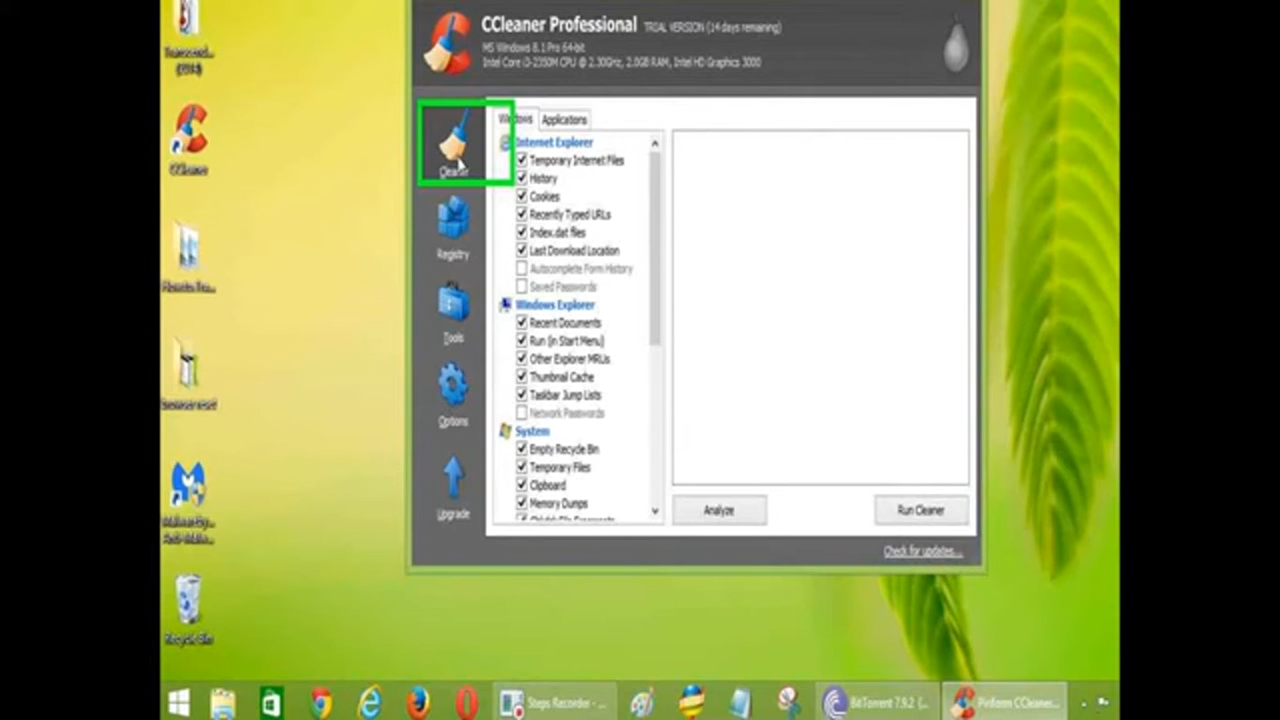 CCleaner Professional TRIAL VERSION (14 days remaining)
MS Windows 8.1 Pro 64-bit
Intel Core i3-2350M CPU @ 2.30GHz, 2.0GB RAM, Intel HD Graphics 3000
Transcend...
CCleaner
browser reset
Recycle Bin
Cleaner
Registry
Tools
Options
Upgrade
Windows Applications
Internet Explorer
Temporary Internet Files
History
Cookies
Recently Typed URLs
Index.dat files
Last Download Location
Autocomplete Form History
Saved Passwords
Windows Explorer
Recent Documents
Run (in Start Menu)
Other Explorer MRUs
Thumbnail Cache
Taskbar Jump Lists
Network Passwords
System
Empty Recycle Bin
Temporary Files
Clipboard
Memory Dumps
Analyze
Run Cleaner
Check for updates...
Steps Recorder - ...
BitTorrent 7.9.2 (...
Piriform CCleaner...